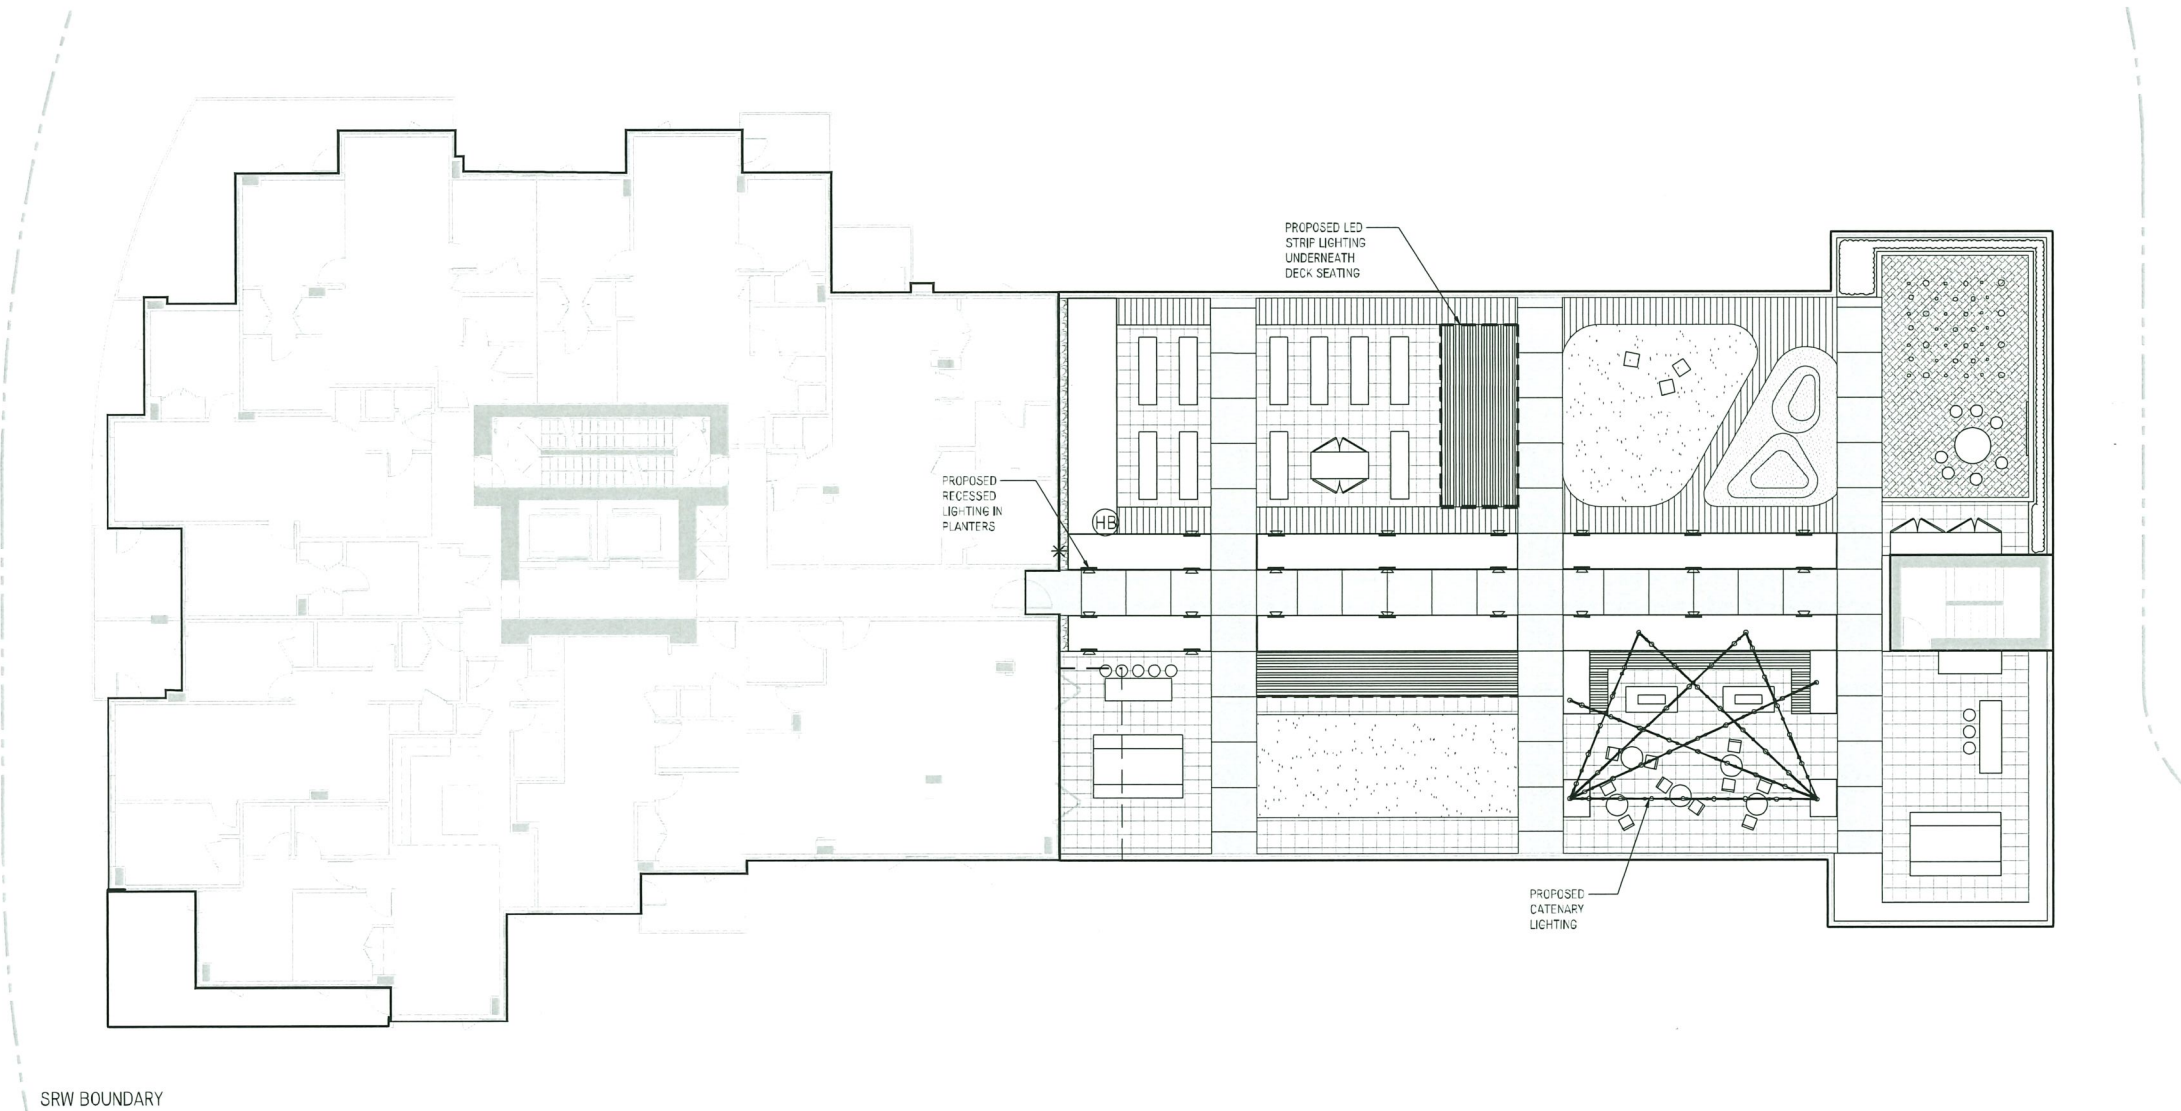 PROPOSED LED
STRIP LIGHTING
UNDERNEATH
DECK SEATING
PROPOSED
RECESSED
LIGHTING IN
PLANTERS
HB
PROPOSED
CATENARY
LIGHTING
SRW BOUNDARY